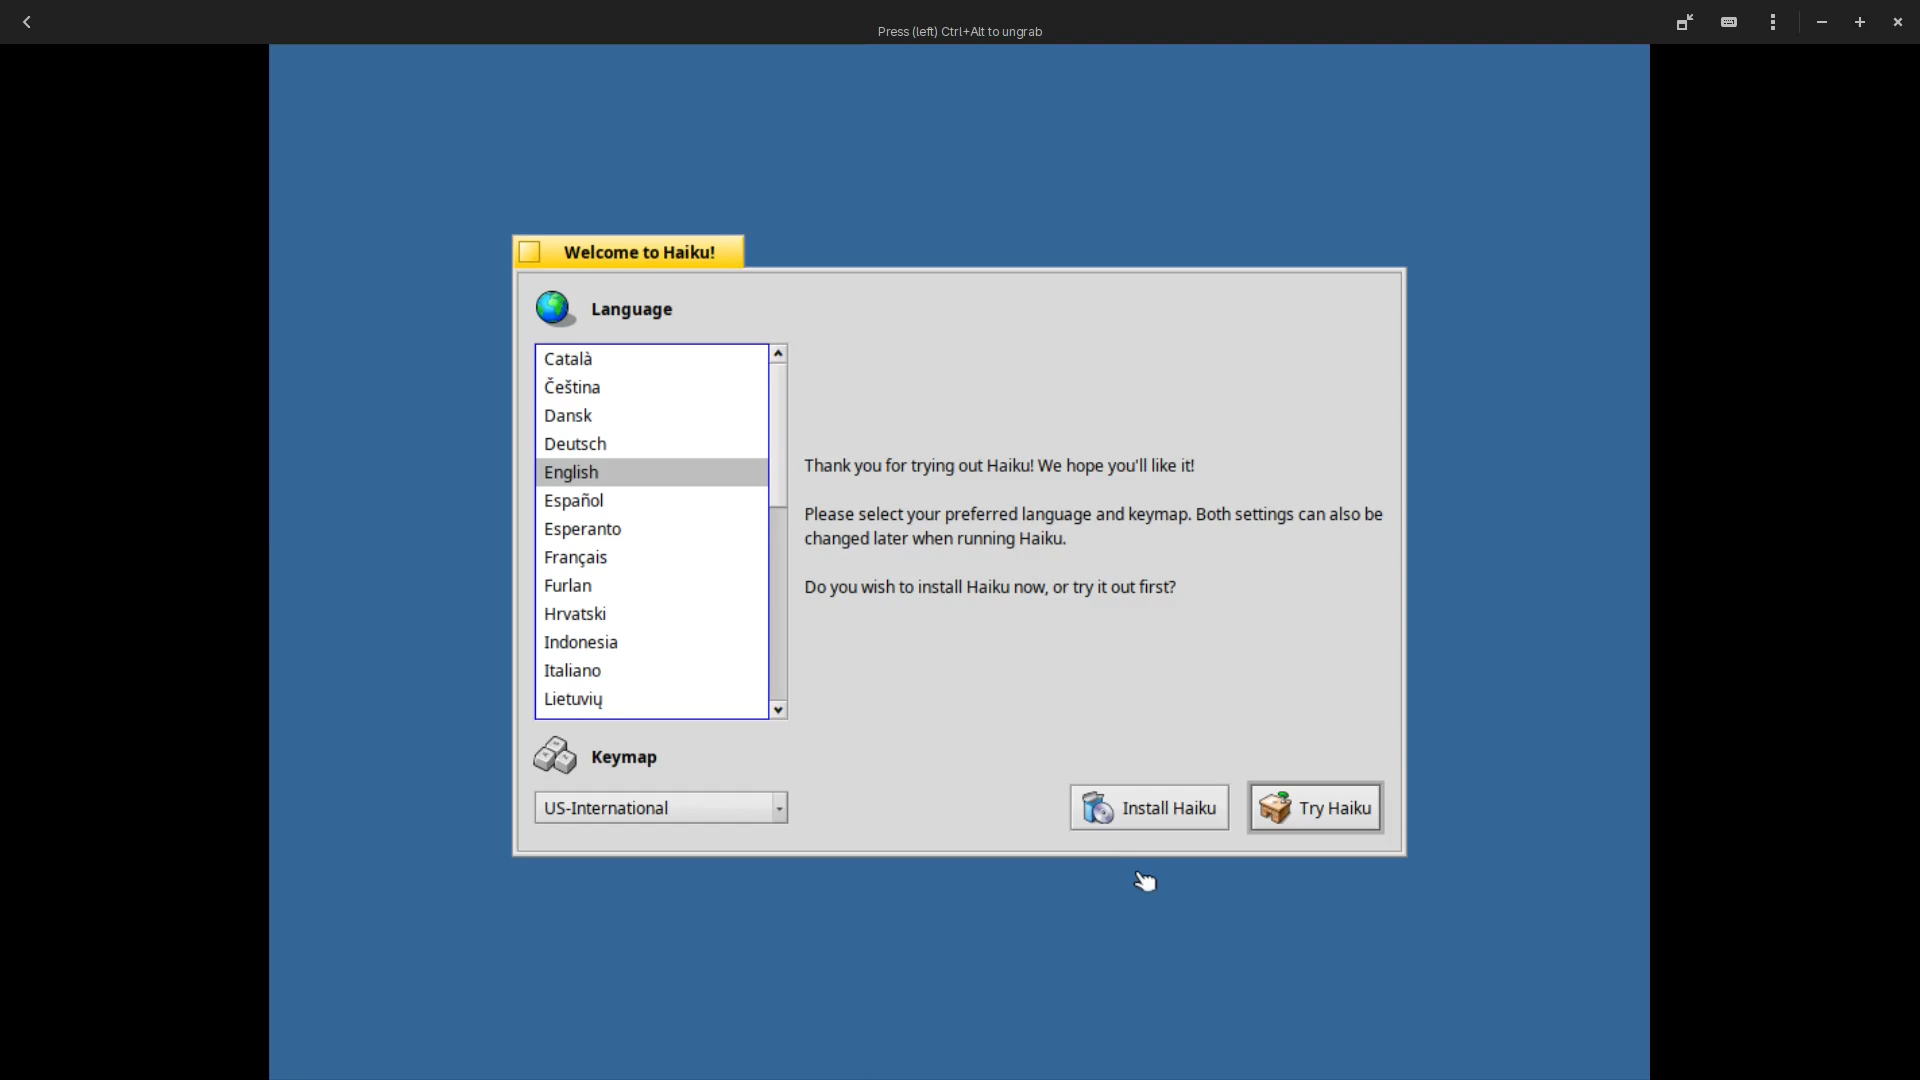 Press (left) Ctrl+Alt to ungrab
Welcome to Haiku!
Language
Català
Čeština
Dansk
Deutsch
English
Español
Esperanto
Français
Furlan
Hrvatski
Indonesia
Italiano
Lietuvių
Thank you for trying out Haiku! We hope you'll like it!
Please select your preferred language and keymap. Both settings can also be
changed later when running Haiku.
Do you wish to install Haiku now, or try it out first?
Keymap
US-International
Install Haiku
Try Haiku